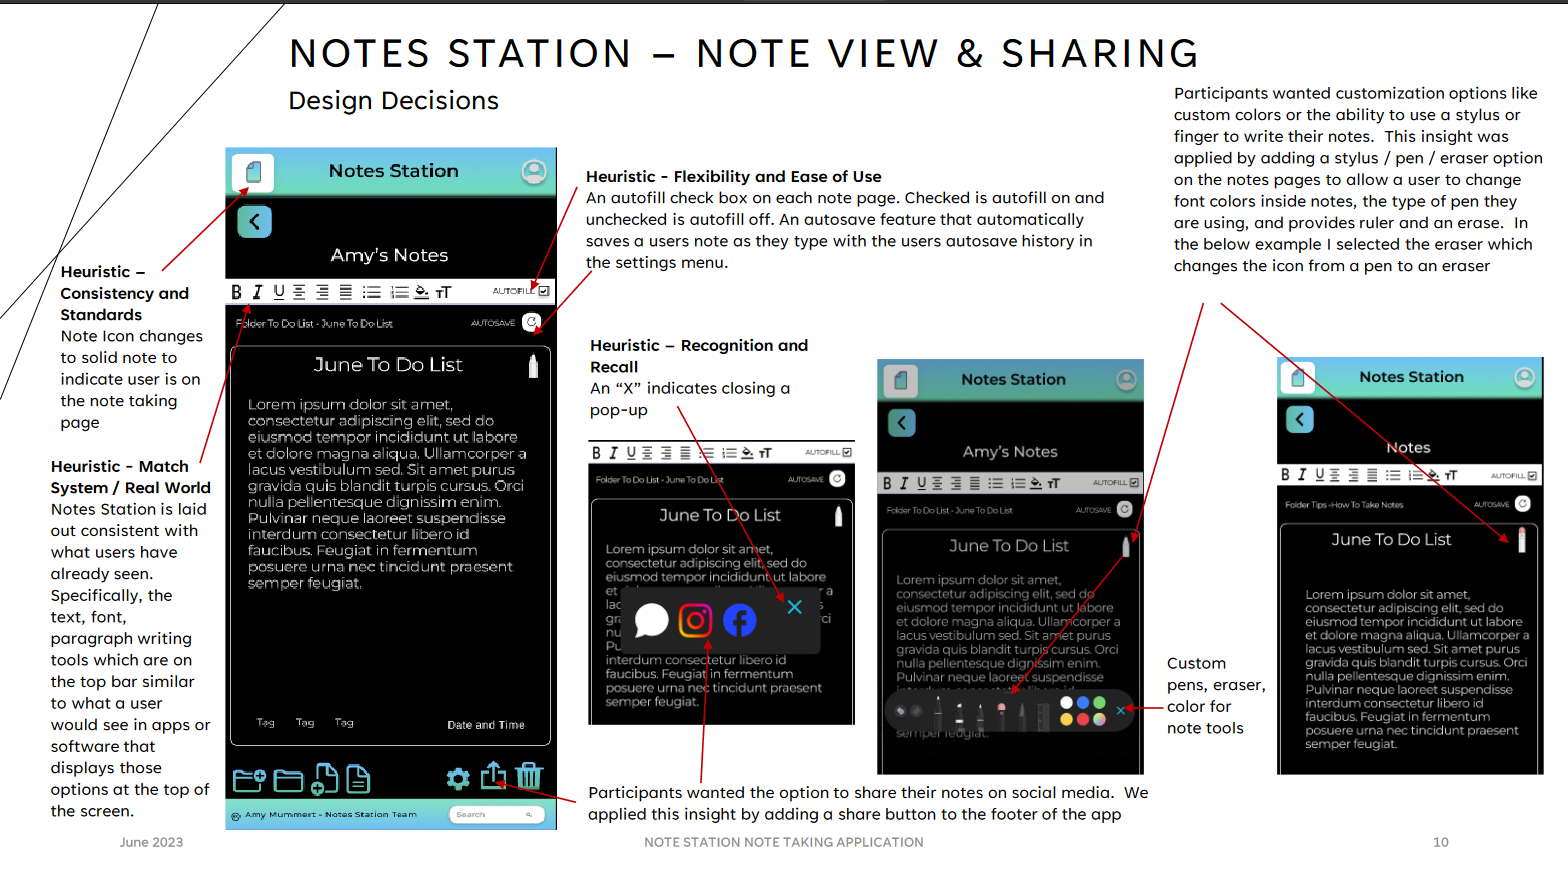 NOTES STATION – NOTE VIEW & SHARING
Design Decisions
Participants wanted customization options like
custom colors or the ability to use a stylus or
finger to write their notes.  This insight was
applied by adding a stylus / pen / eraser option
on the notes pages to allow a user to change
font colors inside notes, the type of pen they
are using, and provides ruler and an erase.  In
the below example I selected the eraser which
changes the icon from a pen to an eraser
Heuristic –
Consistency and
Standards
Note Icon changes
to solid note to
indicate user is on
the note taking
page
Heuristic - Match
System / Real World
Notes Station is laid
out consistent with
what users have
already seen.
Specifically, the
text, font,
paragraph writing
tools which are on
the top bar similar
to what a user
would see in apps or
software that
displays those
options at the top of
the screen.
Notes Station
Amy's Notes
B I U TT AUTOFILL
Folder To Do List - June To Do List AUTOSAVE
June To Do List
Lorem ipsum dolor sit amet,
consectetur adipiscing elit, sed do
eiusmod tempor incididunt ut labore
et dolore magna aliqua. Ullamcorper a
lacus vestibulum sed. Sit amet purus
gravida quis blandit turpis cursus. Orci
nulla pellentesque dignissim enim.
Pulvinar neque laoreet suspendisse
interdum consectetur libero id
faucibus. Feugiat in fermentum
posuere urna nec tincidunt praesent
semper feugiat.
Tag Tag Tag Date and Time
Amy Mummert - Notes Station Team Search
Heuristic - Flexibility and Ease of Use
An autofill check box on each note page. Checked is autofill on and
unchecked is autofill off. An autosave feature that automatically
saves a users note as they type with the users autosave history in
the settings menu.
Heuristic – Recognition and
Recall
An “X” indicates closing a
pop-up
B I U TT AUTOFILL
Folder To Do List - June To Do List AUTOSAVE
June To Do List
Lorem ipsum dolor sit amet,
consectetur adipiscing elit, sed do
eiusmod tempor incididunt ut labore
interdum consectetur libero id
faucibus. Feugiat in fermentum
posuere urna nec tincidunt praesent
semper feugiat.
Notes Station
Amy's Notes
B I U TT AUTOFILL
Folder To Do List - June To Do List AUTOSAVE
June To Do List
Lorem ipsum dolor sit amet,
consectetur adipiscing elit, sed do
eiusmod tempor incididunt ut labore
et dolore magna aliqua. Ullamcorper a
lacus vestibulum sed. Sit amet purus
gravida quis blandit turpis cursus. Orci
nulla pellentesque dignissim enim.
Pulvinar neque laoreet suspendisse
semper feugiat.
Custom
pens, eraser,
color for
note tools
Notes Station
Notes
B I U TT AUTOFILL
Folder Tips -How To Take Notes AUTOSAVE
June To Do List
Lorem ipsum dolor sit amet,
consectetur adipiscing elit, sed do
eiusmod tempor incididunt ut labore
et dolore magna aliqua. Ullamcorper a
lacus vestibulum sed. Sit amet purus
gravida quis blandit turpis cursus. Orci
nulla pellentesque dignissim enim.
Pulvinar neque laoreet suspendisse
interdum consectetur libero id
faucibus. Feugiat in fermentum
posuere urna nec tincidunt praesent
semper feugiat.
Participants wanted the option to share their notes on social media.  We
applied this insight by adding a share button to the footer of the app
June 2023
NOTE STATION NOTE TAKING APPLICATION
10